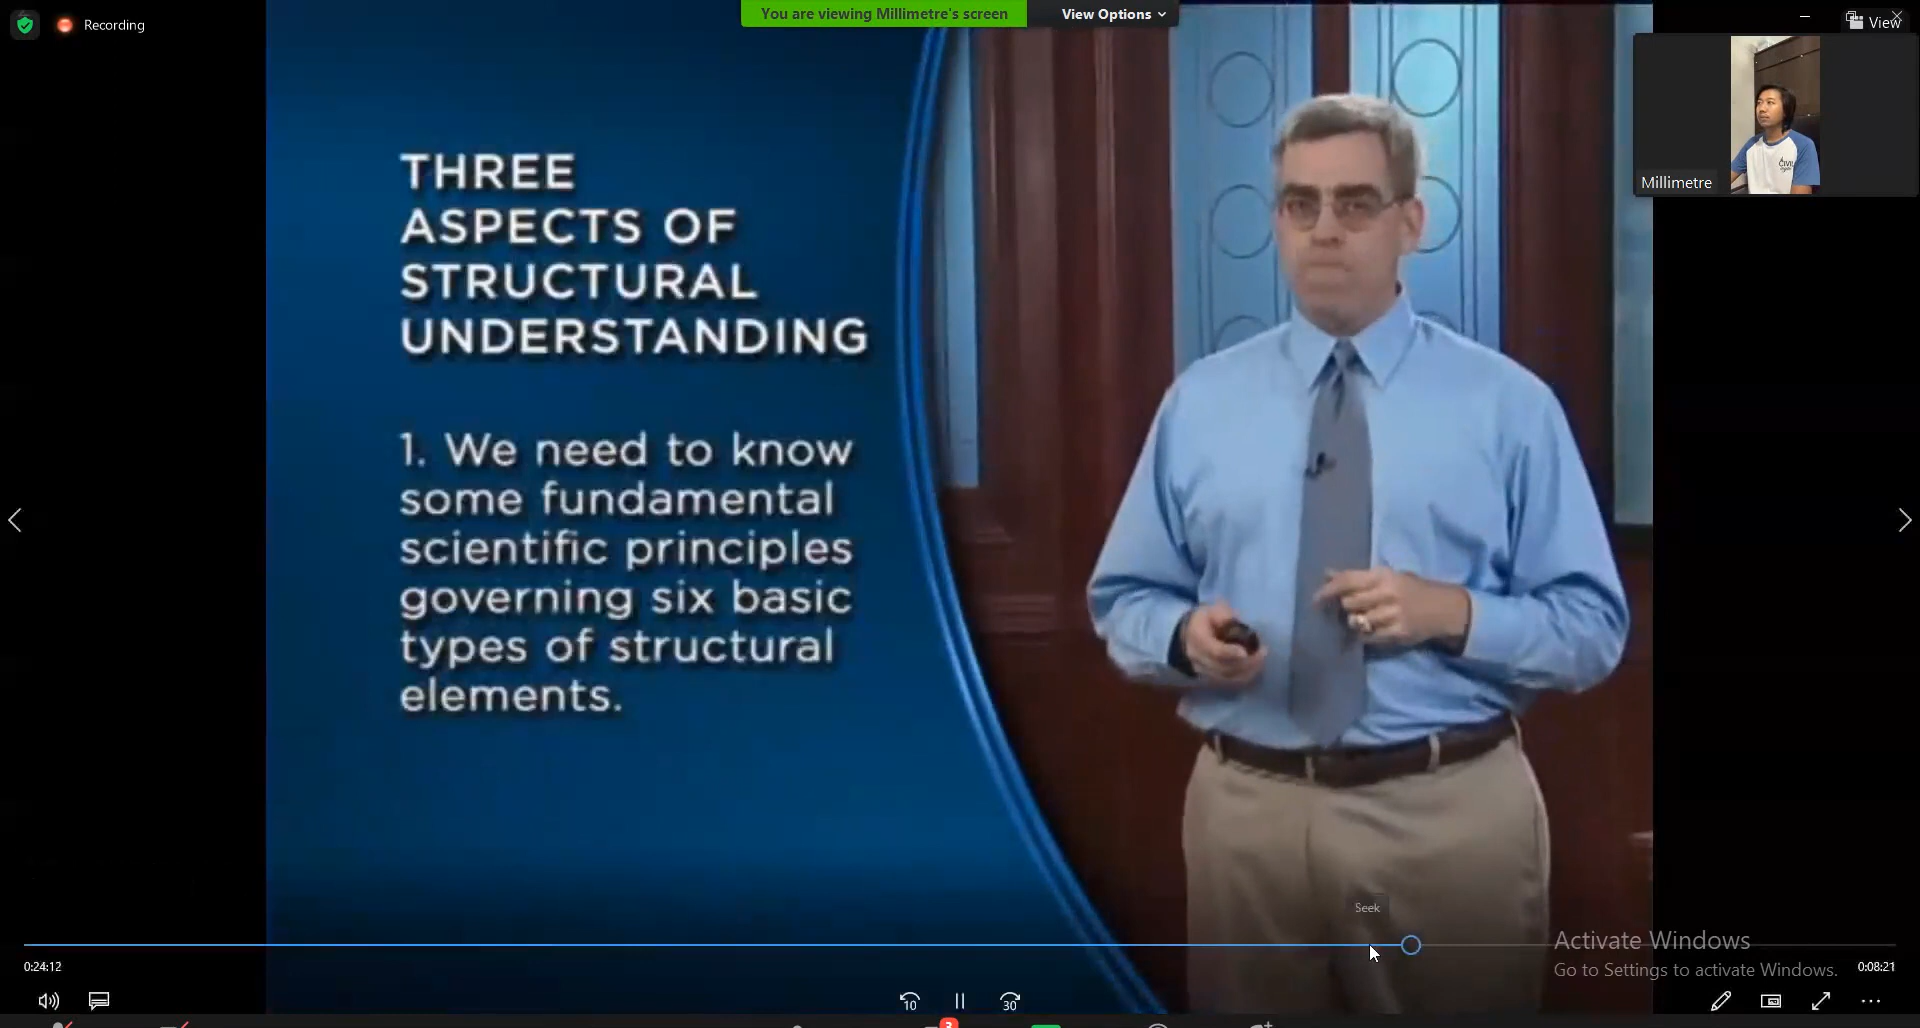 Recording
You are viewing Millimetre's screen
View Options
View
Millimetre
CIVIL
THREE
ASPECTS OF
STRUCTURAL
UNDERSTANDING
1. We need to know
some fundamental
scientific principles
governing six basic
types of structural
elements.
Seek
Activate Windows
Go to Settings to activate Windows.
0:24:12
0:08:21
10
30
3